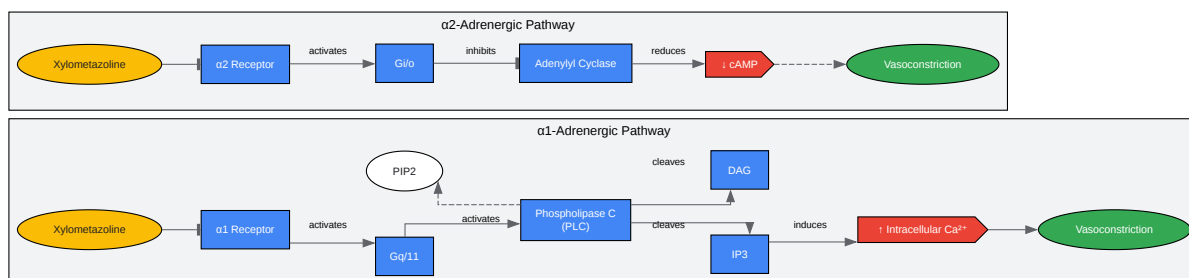 α2-Adrenergic Pathway
Xylometazoline
α2 Receptor
activates
Gi/o
inhibits
Adenylyl Cyclase
reduces
↓ cAMP
Vasoconstriction
α1-Adrenergic Pathway
Xylometazoline
α1 Receptor
activates
Gq/11
PIP2
activates
Phospholipase C
(PLC)
cleaves
DAG
cleaves
IP3
induces
↑ Intracellular Ca²⁺
Vasoconstriction